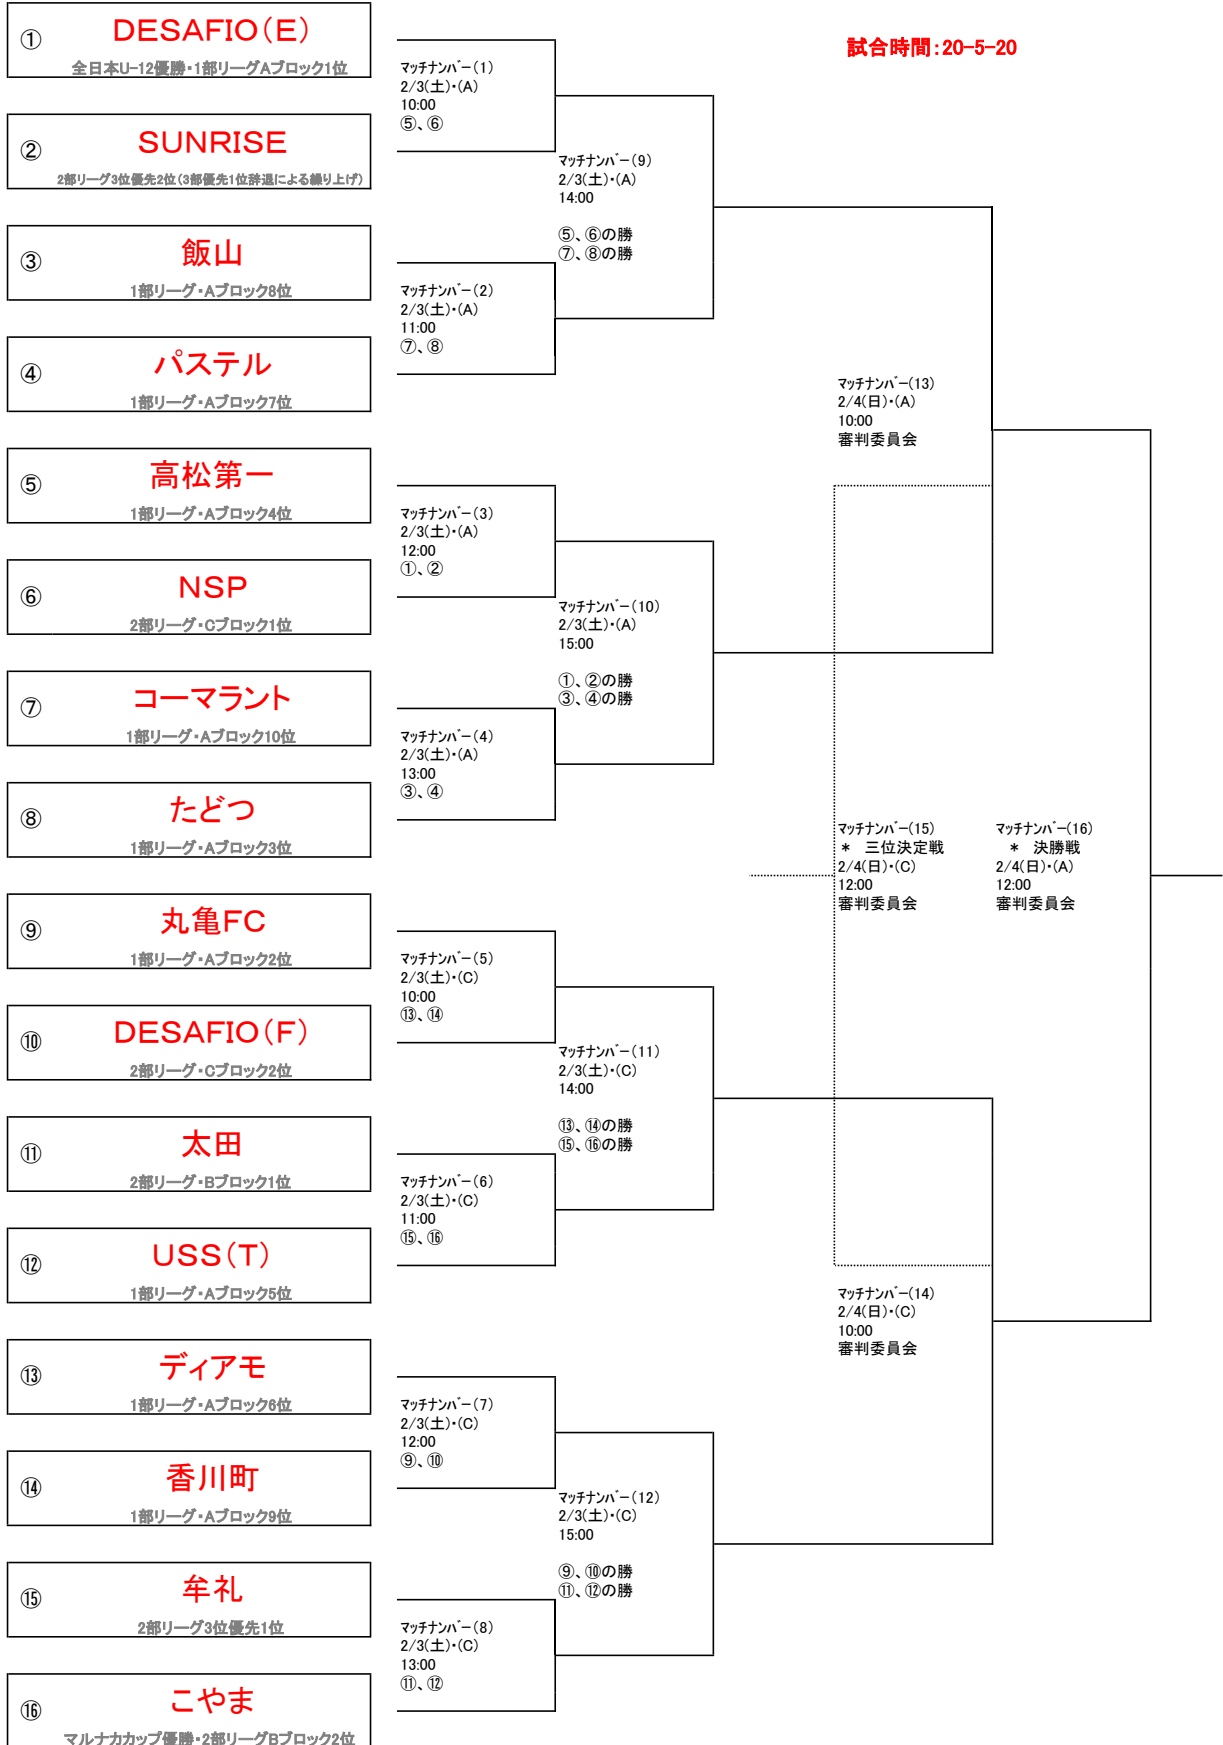 試合時間：20-5-20
① DESAFIO（E）
全日本U-12優勝・1部リーグAブロック1位
② SUNRISE
2部リーグ3位優先2位（3部優先1位辞退による繰り上げ）
③ 飯山
1部リーグ・Aブロック8位
④ パステル
1部リーグ・Aブロック7位
⑤ 高松第一
1部リーグ・Aブロック4位
⑥ NSP
2部リーグ・Cブロック1位
⑦ コーマラント
1部リーグ・Aブロック10位
⑧ たどつ
1部リーグ・Aブロック3位
⑨ 丸亀FC
1部リーグ・Aブロック2位
⑩ DESAFIO（F）
2部リーグ・Cブロック2位
⑪ 太田
2部リーグ・Bブロック1位
⑫ USS（T）
1部リーグ・Aブロック5位
⑬ ディアモ
1部リーグ・Aブロック6位
⑭ 香川町
1部リーグ・Aブロック9位
⑮ 牟礼
2部リーグ3位優先1位
⑯ こやま
マルナカカップ優勝・2部リーグBブロック2位
ﾏｯﾁﾅﾝﾊﾞｰ（1）
2/3(土)・（A）
10:00
⑤、⑥
ﾏｯﾁﾅﾝﾊﾞｰ（2）
2/3(土)・（A）
11:00
⑦、⑧
ﾏｯﾁﾅﾝﾊﾞｰ（3）
2/3(土)・（A）
12:00
①、②
ﾏｯﾁﾅﾝﾊﾞｰ（4）
2/3(土)・（A）
13:00
③、④
ﾏｯﾁﾅﾝﾊﾞｰ（5）
2/3(土)・（C）
10:00
⑬、⑭
ﾏｯﾁﾅﾝﾊﾞｰ（6）
2/3(土)・（C）
11:00
⑮、⑯
ﾏｯﾁﾅﾝﾊﾞｰ（7）
2/3(土)・（C）
12:00
⑨、⑩
ﾏｯﾁﾅﾝﾊﾞｰ（8）
2/3(土)・（C）
13:00
⑪、⑫
ﾏｯﾁﾅﾝﾊﾞｰ（9）
2/3(土)・（A）
14:00
⑤、⑥の勝
⑦、⑧の勝
ﾏｯﾁﾅﾝﾊﾞｰ（10）
2/3(土)・（A）
15:00
①、②の勝
③、④の勝
ﾏｯﾁﾅﾝﾊﾞｰ（11）
2/3(土)・（C）
14:00
⑬、⑭の勝
⑮、⑯の勝
ﾏｯﾁﾅﾝﾊﾞｰ（12）
2/3(土)・（C）
15:00
⑨、⑩の勝
⑪、⑫の勝
ﾏｯﾁﾅﾝﾊﾞｰ（13）
2/4(日)・（A）
10:00
審判委員会
ﾏｯﾁﾅﾝﾊﾞｰ（15）
＊ 三位決定戦
2/4(日)・（C）
12:00
審判委員会
ﾏｯﾁﾅﾝﾊﾞｰ（16）
＊ 決勝戦
2/4(日)・（A）
12:00
審判委員会
ﾏｯﾁﾅﾝﾊﾞｰ（14）
2/4(日)・（C）
10:00
審判委員会